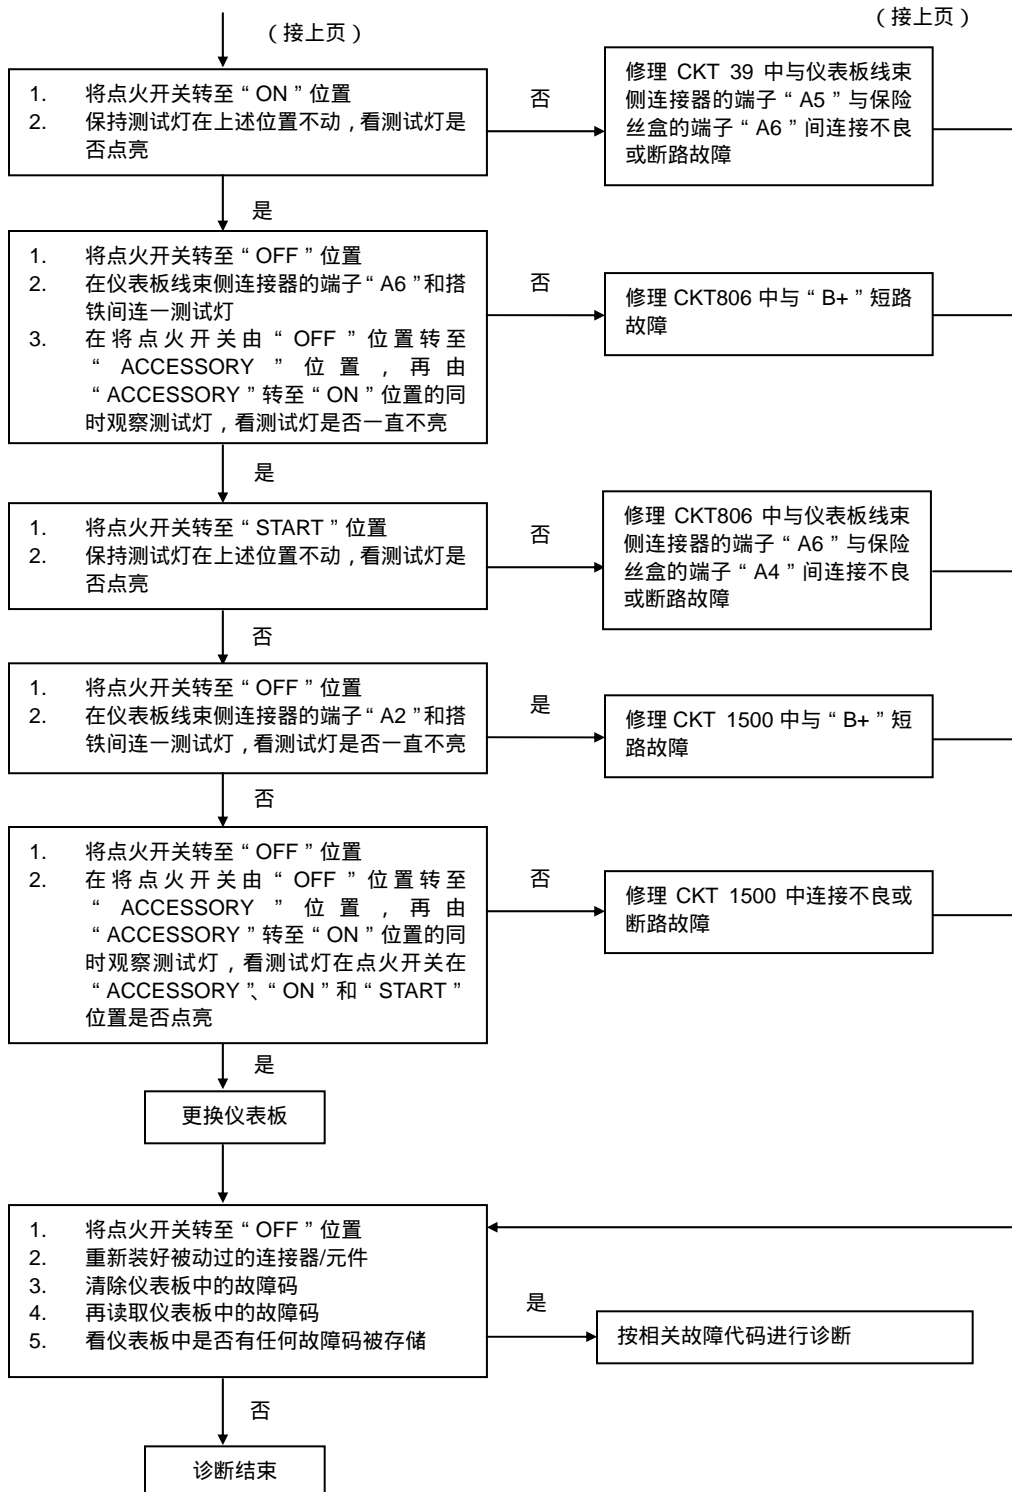 （接上页）
（接上页）
1. 将点火开关转至“ON”位置
2. 保持测试灯在上述位置不动，看测试灯是
否点亮
否
修理 CKT 39 中与仪表板线束
侧连接器的端子“A5”与保险
丝盒的端子“A6”间连接不良
或断路故障
是
1. 将点火开关转至“OFF”位置
2. 在仪表板线束侧连接器的端子“A6”和搭
铁间连一测试灯
3. 在将点火开关由“OFF”位置转至
“ACCESSORY”位置，再由
“ACCESSORY”转至“ON”位置的同
时观察测试灯，看测试灯是否一直不亮
否
修理 CKT806 中与“B+”短路
故障
是
1. 将点火开关转至“START”位置
2. 保持测试灯在上述位置不动，看测试灯是
否点亮
否
修理 CKT806 中与仪表板线束
侧连接器的端子“A6”与保险
丝盒的端子“A4”间连接不良
或断路故障
否
1. 将点火开关转至“OFF”位置
2. 在仪表板线束侧连接器的端子“A2”和搭
铁间连一测试灯，看测试灯是否一直不亮
是
修理 CKT 1500 中与“B+”短
路故障
否
1. 将点火开关转至“OFF”位置
2. 在将点火开关由“OFF”位置转至
“ACCESSORY”位置，再由
“ACCESSORY”转至“ON”位置的同
时观察测试灯，看测试灯在点火开关在
“ACCESSORY”、“ON”和“START”
位置是否点亮
否
修理 CKT 1500 中连接不良或
断路故障
是
更换仪表板
1. 将点火开关转至“OFF”位置
2. 重新装好被动过的连接器/元件
3. 清除仪表板中的故障码
4. 再读取仪表板中的故障码
5. 看仪表板中是否有任何故障码被存储
是
按相关故障代码进行诊断
否
诊断结束